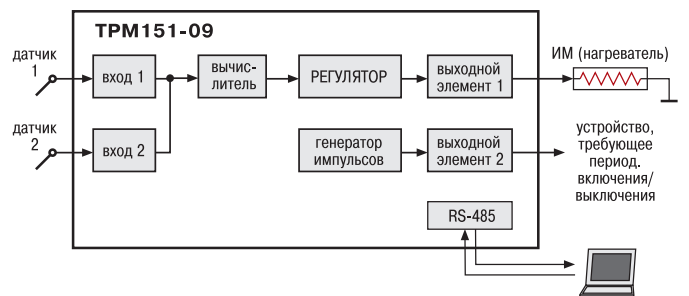 ТРМ151-09
датчик
1
вход 1
вычис-
литель
РЕГУЛЯТОР
выходной
элемент 1
ИМ (нагреватель)
датчик
2
вход 2
генератор
импульсов
выходной
элемент 2
устройство,
требующее
период.
включения/
выключения
RS-485